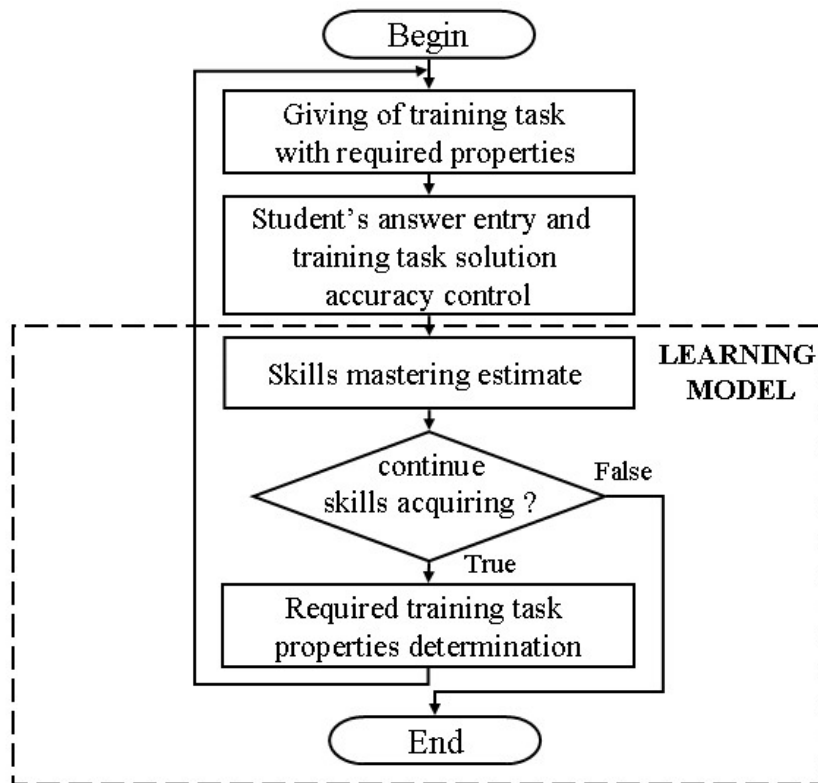 Begin
Giving of training task
with required properties
Student’s answer entry and
training task solution
accuracy control
Skills mastering estimate
LEARNING
MODEL
continue
skills acquiring ?
False
True
Required training task
properties determination
End